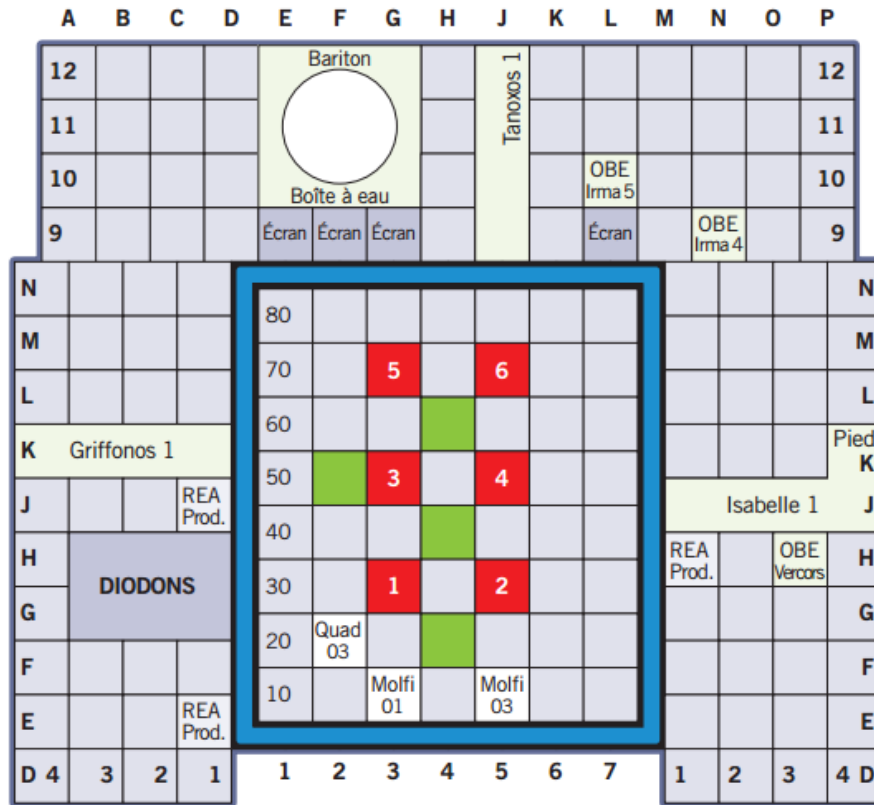 A B C D E F G H J K L M N O P
12 Bariton Tanoxos 1 12
11 11
10 Boîte à eau OBE Irma 5 10
9 Écran Écran Écran Écran OBE Irma 4 9
N 80 N
M 70 5 6 M
L 60 L
K Griffonos 1 Pied K
50 3 4
J REA Prod. Isabelle 1 J
40
H DIODONS REA Prod. OBE Vercors H
30 1 2
G G
20 Quad 03
F F
10 Molfi 01 Molfi 03
E REA Prod. E
D 4 3 2 1 1 2 3 4 5 6 7 1 2 3 4 D